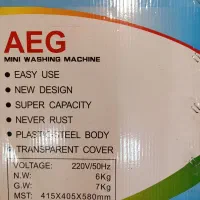 AEG
MINI WASHING MACHINE
• EASY USE
• NEW DESIGN
• SUPER CAPACITY
• NEVER RUST
• PLASTIC STEEL BODY
• TRANSPARENT COVER
VOLTAGE: 220V/50Hz
N.W: 6Kg
G.W: 7Kg
MST: 415X405X580mm